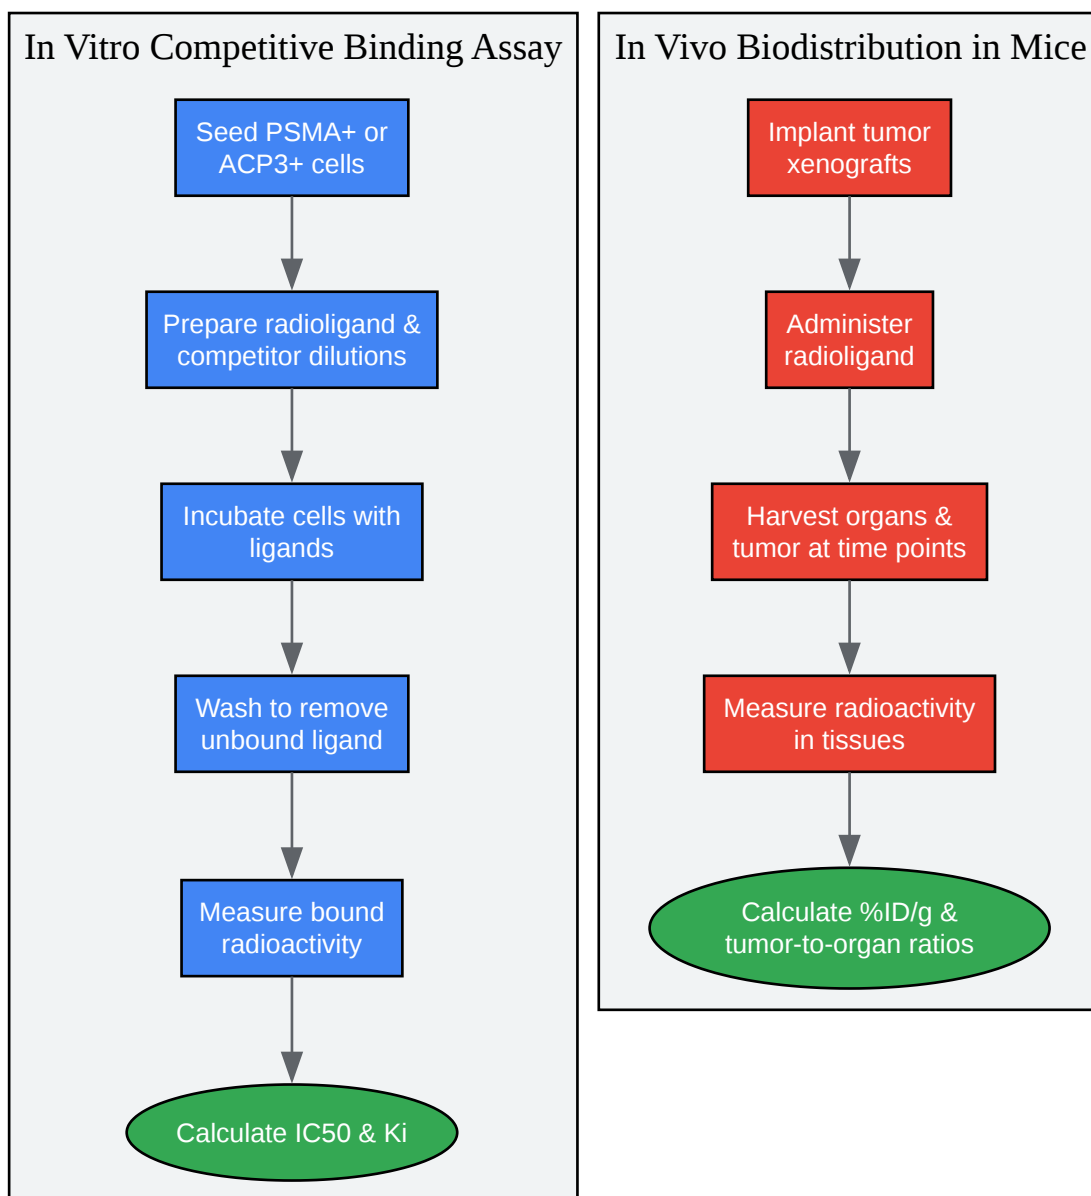 In Vitro Competitive Binding Assay
Seed PSMA+ or
ACP3+ cells
Prepare radioligand &
competitor dilutions
Incubate cells with
ligands
Wash to remove
unbound ligand
Measure bound
radioactivity
Calculate IC50 & Ki
In Vivo Biodistribution in Mice
Implant tumor
xenografts
Administer
radioligand
Harvest organs &
tumor at time points
Measure radioactivity
in tissues
Calculate %ID/g &
tumor-to-organ ratios